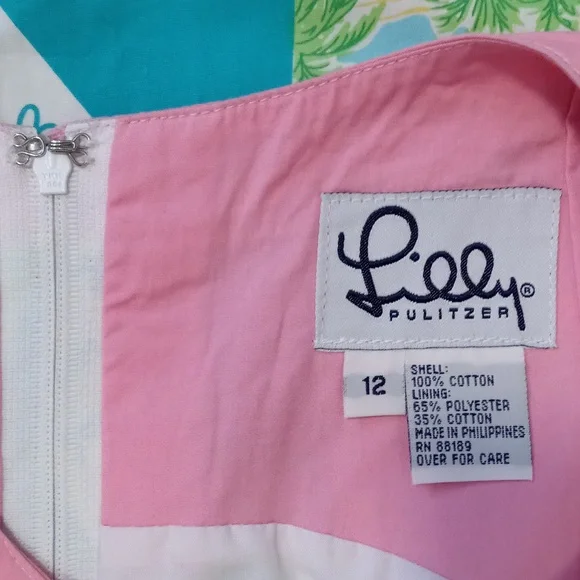 Lilly®
PULITZER
12
SHELL:
100% COTTON
LINING:
65% POLYESTER
35% COTTON
MADE IN PHILIPPINES
RN 88189
OVER FOR CARE